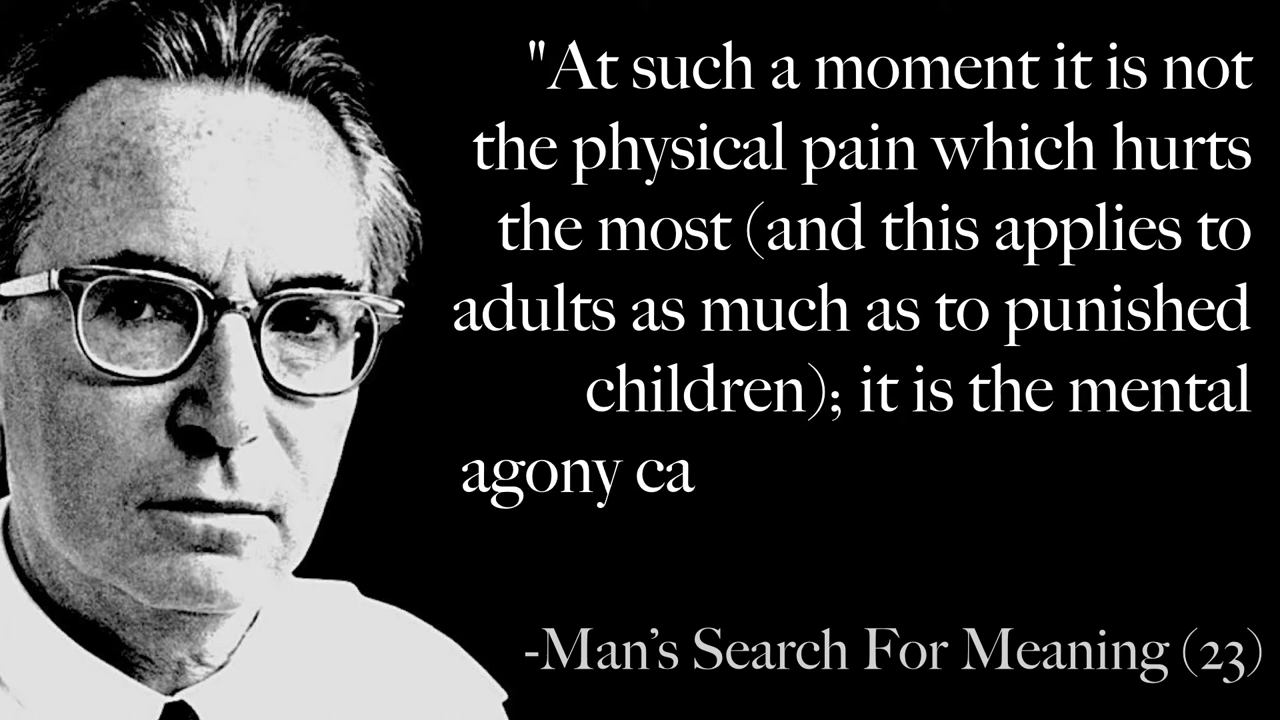 "At such a moment it is not
the physical pain which hurts
the most (and this applies to
adults as much as to punished
children); it is the mental
agony ca
-Man’s Search For Meaning (23)